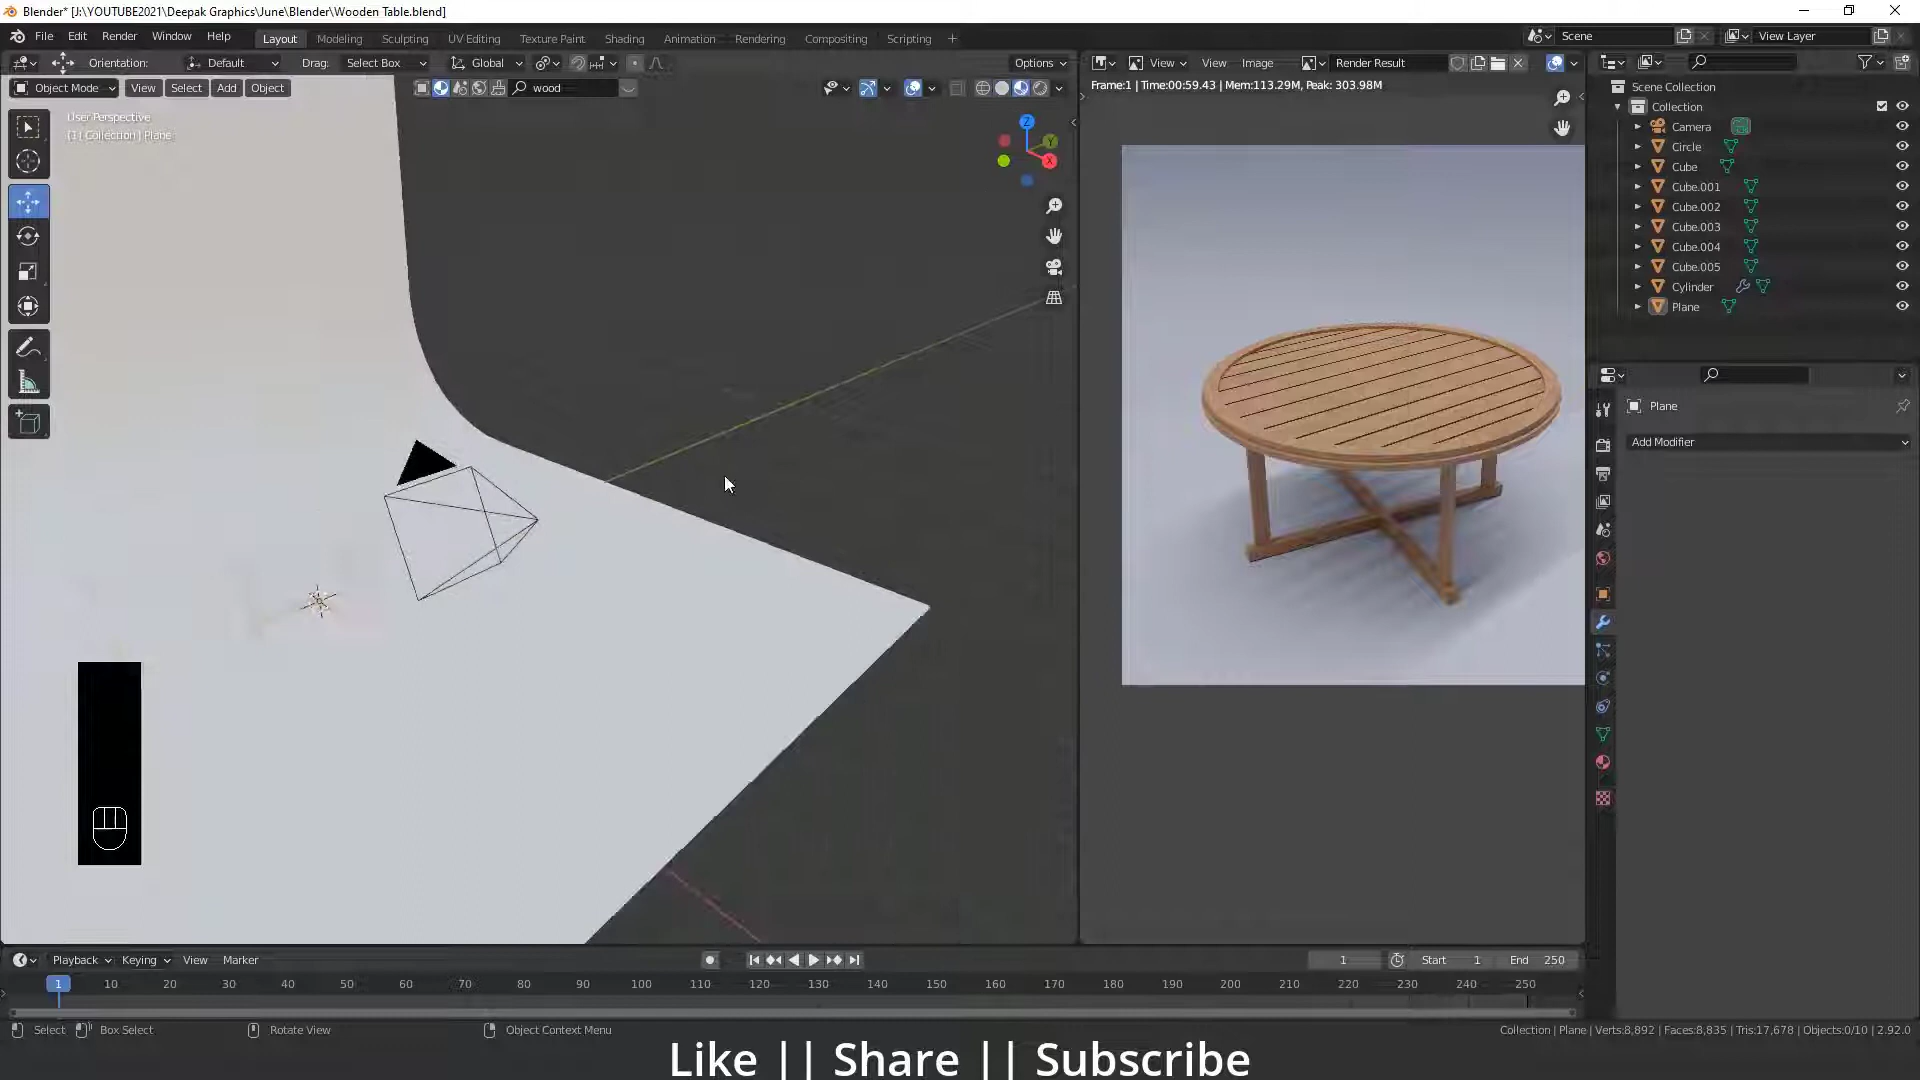 Blender* [J:\YOUTUBE2021\Deepak Graphics\June\Blender\Wooden Table.blend]
File Edit Render Window Help Layout Modeling Sculpting UV Editing Texture Paint Shading Animation Rendering Compositing Scripting + Scene View Layer
Orientation: Default Drag: Select Box Global Options View View Image Render Result
Object Mode View Select Add Object wood
Frame:1 | Time:00:59.43 | Mem:113.29M, Peak: 303.98M
Scene Collection
Collection
User Perspective
(1) Collection | Plane
Z
Y
X
Camera
Circle
Cube
Cube.001
Cube.002
Cube.003
Cube.004
Cube.005
Cylinder
Plane
Plane
Add Modifier
Playback Keying View Marker 1 Start 1 End 250
1 10 20 30 40 50 60 70 80 90 100 110 120 130 140 150 160 170 180 190 200 210 220 230 240 250
Select Box Select Rotate View Object Context Menu Collection | Plane | Verts:8,892 | Faces:8,835 | Tris:17,678 | Objects:0/10 | 2.92.0
Like || Share || Subscribe